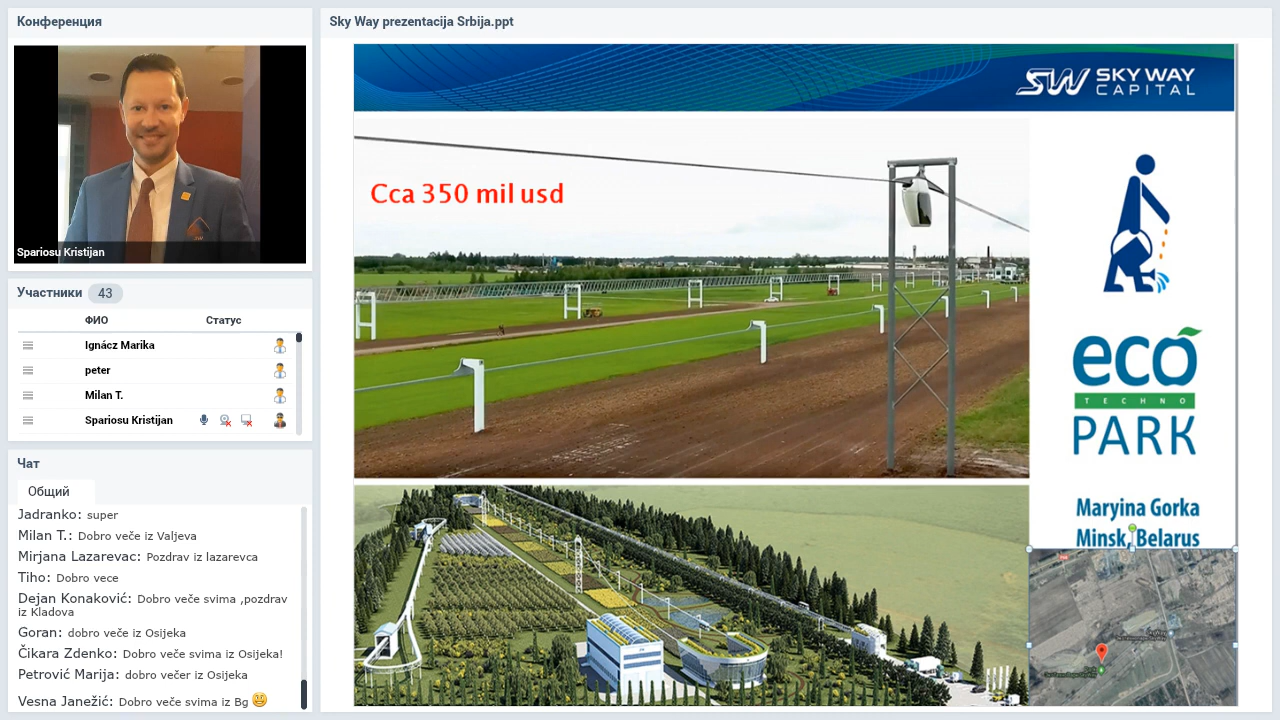 Конференция
Spariosu Kristijan
Участники 43
ФИО Статус
Ignácz Marika
peter
Milan T.
Spariosu Kristijan
Чат
Общий
Jadranko: super
Milan T.: Dobro veče iz Valjeva
Mirjana Lazarevac: Pozdrav iz lazarevca
Tiho: Dobro vece
Dejan Konaković: Dobro veče svima ,pozdrav
iz Kladova
Goran: dobro veče iz Osijeka
Čikara Zdenko: Dobro veče svima iz Osijeka!
Petrović Marija: dobro večer iz Osijeka
Vesna Janežić: Dobro veče svima iz Bg
Sky Way prezentacija Srbija.ppt
SW SKY WAY
CAPITAL
Cca 350 mil usd
eco
TECHNO
PARK
Maryina Gorka
Minsk, Belarus